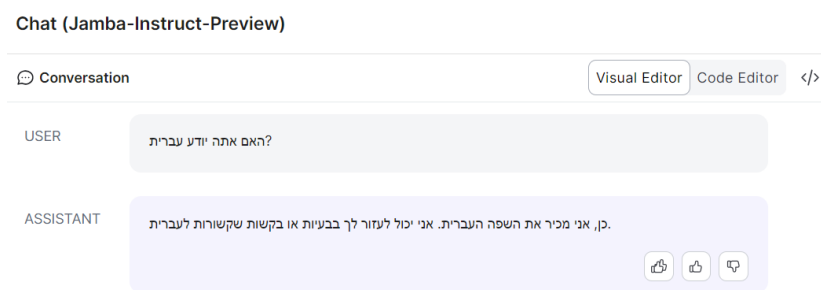 Chat (Jamba-Instruct-Preview)
Conversation
Visual Editor
Code Editor
</>
USER
האם אתה יודע עברית?
ASSISTANT
כן, אני מכיר את השפה העברית. אני יכול לעזור לך בבעיות או בקשות שקשורות לעברית.